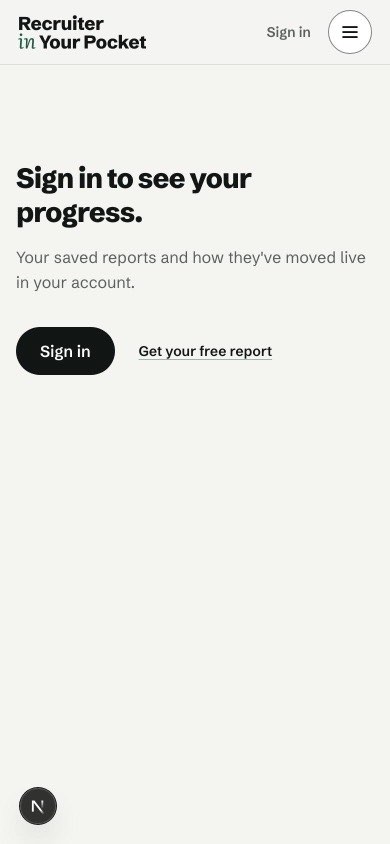 Recruiter
in Your Pocket
Sign in
Sign in to see your
progress.
Your saved reports and how they've moved live
in your account.
Sign in
Get your free report
N